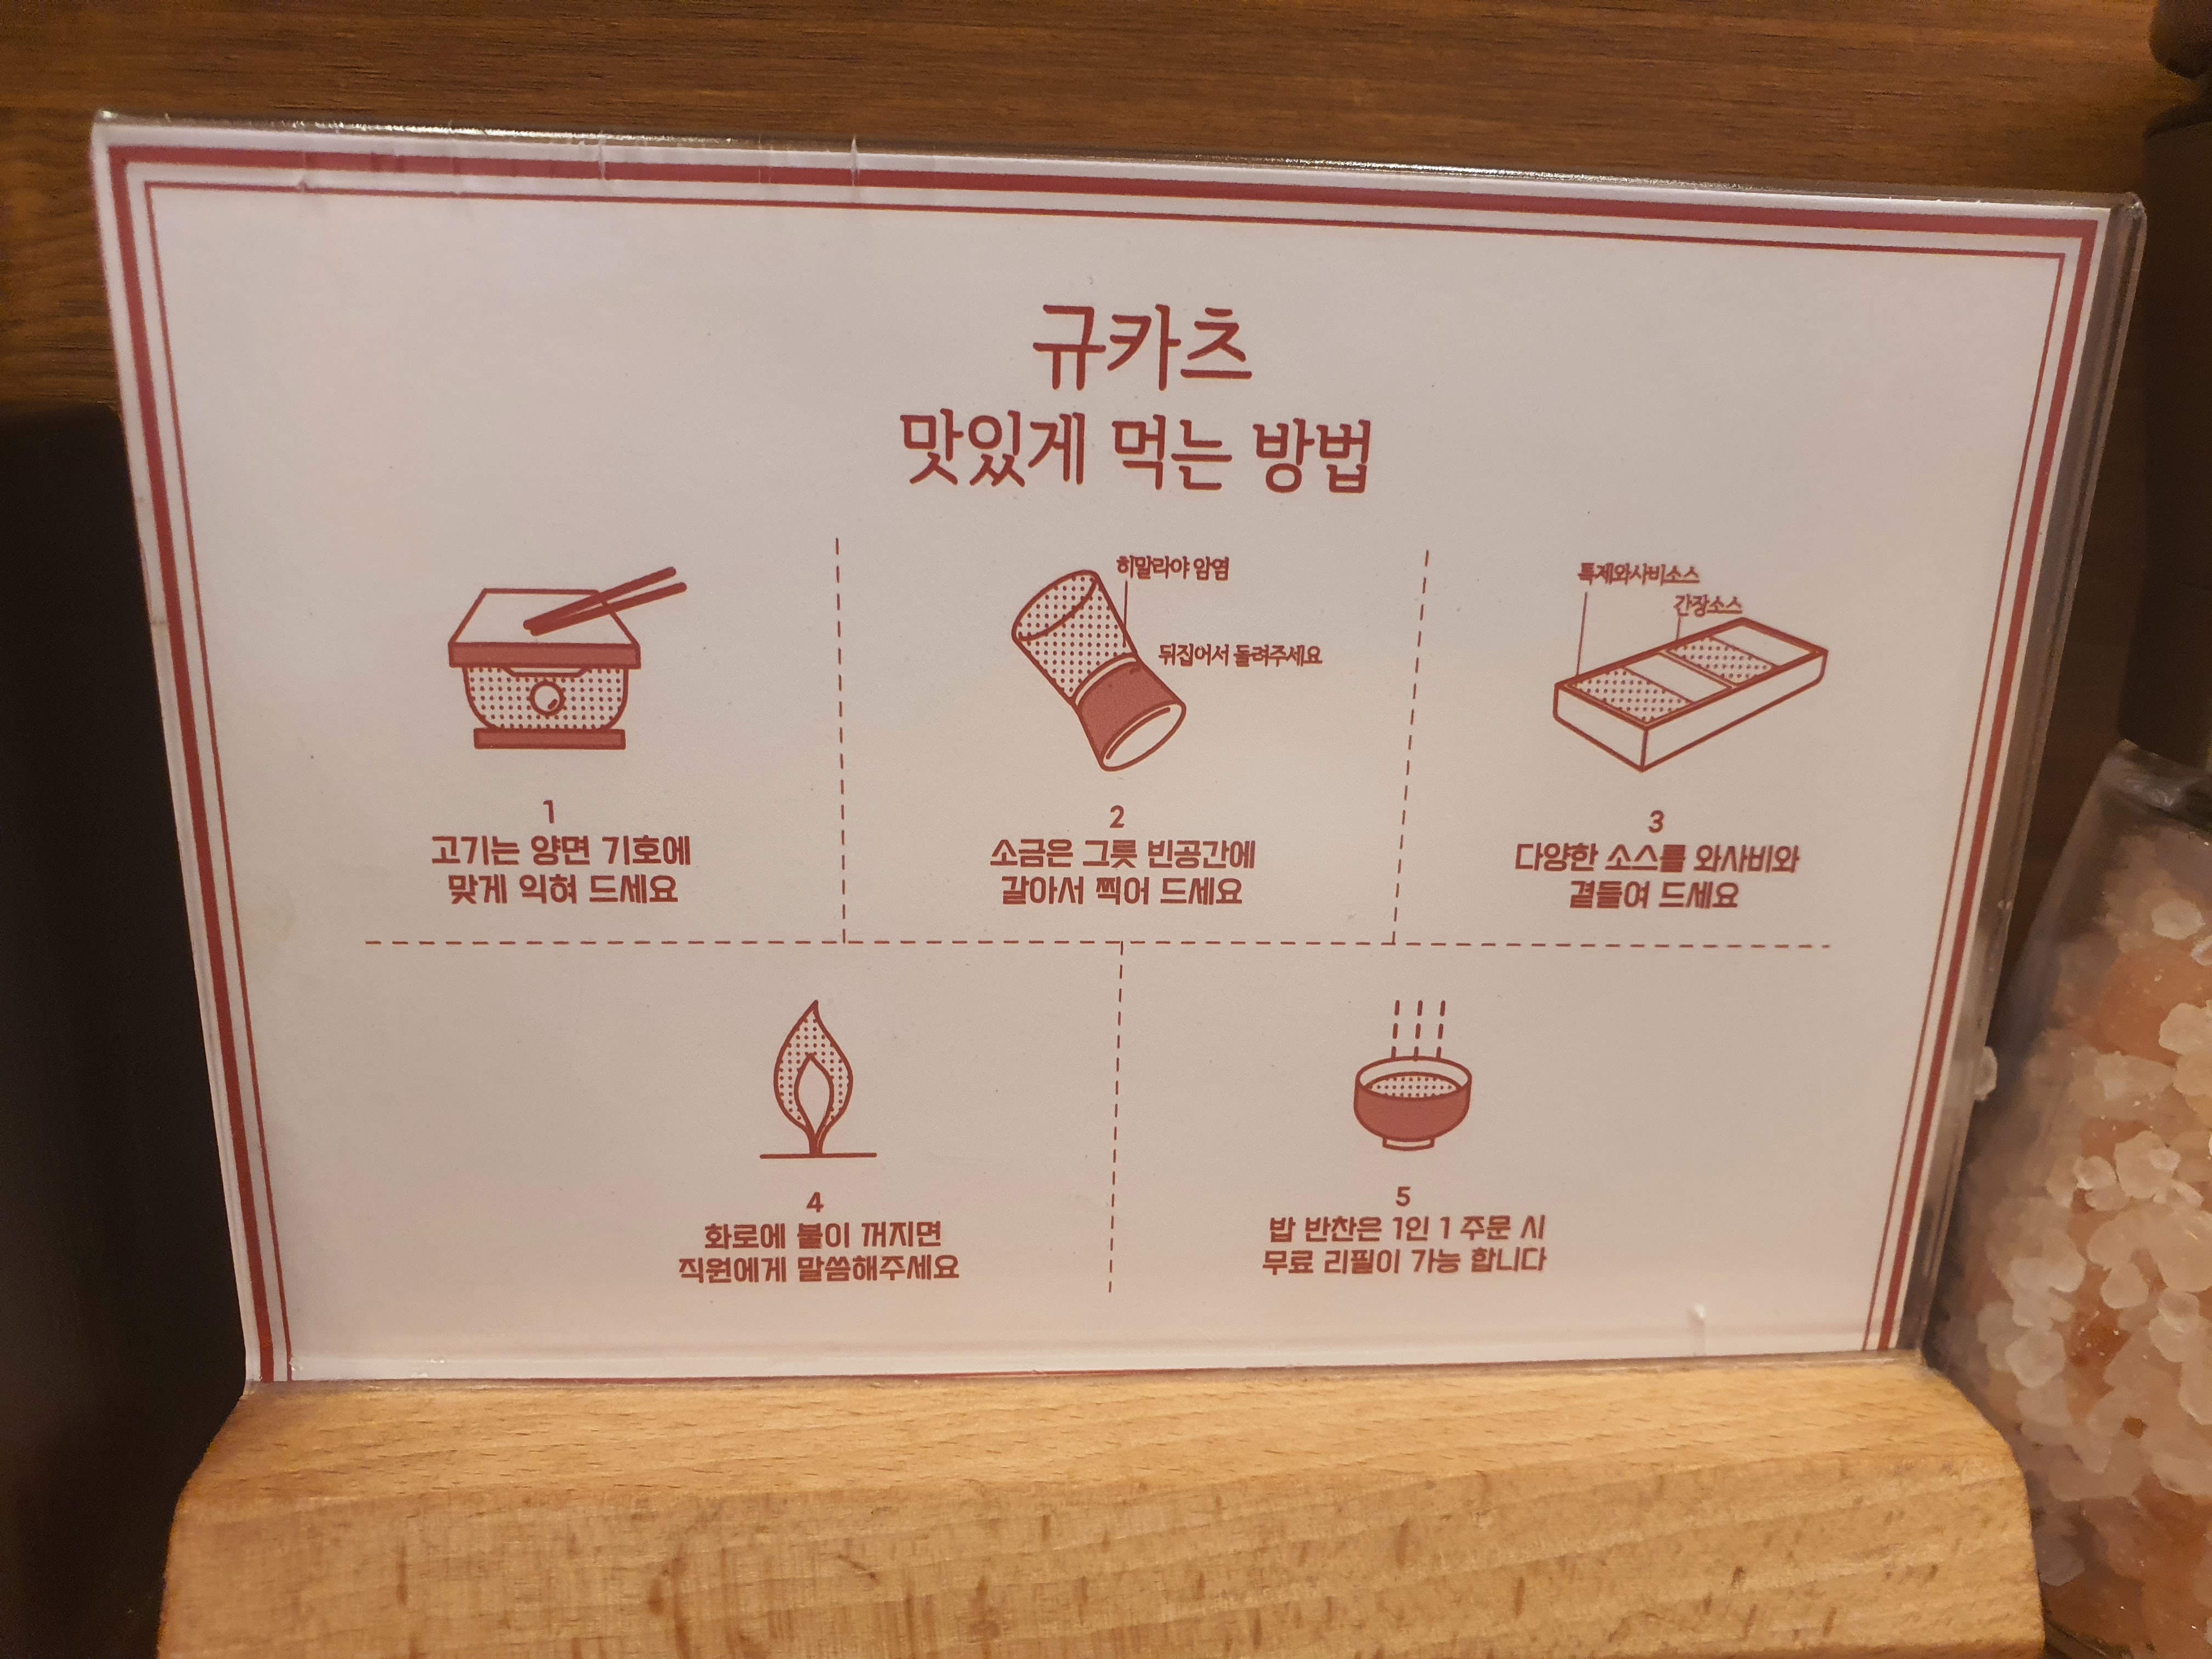 규카츠
맛있게 먹는 방법
1
고기는 양면 기호에
맞게 익혀 드세요
히말라야 암염
뒤집어서 돌려주세요
2
소금은 그릇 빈공간에
갈아서 찍어 드세요
특제와사비소스
간장소스
3
다양한 소스를 와사비와
곁들여 드세요
4
화로에 불이 꺼지면
직원에게 말씀해주세요
5
밥 반찬은 1인 1 주문 시
무료 리필이 가능 합니다